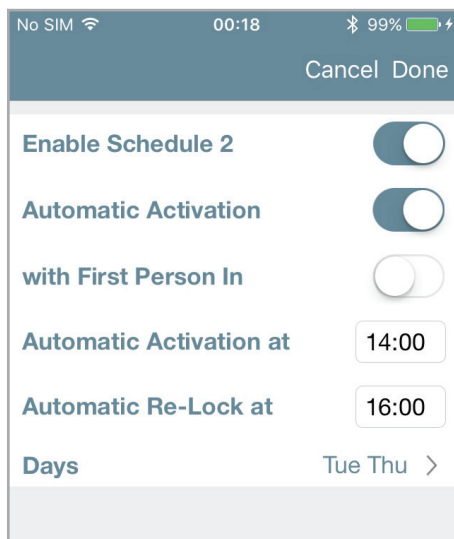 No SIM 00:18 99%
Cancel Done
Enable Schedule 2
Automatic Activation
with First Person In
Automatic Activation at 14:00
Automatic Re-Lock at 16:00
Days Tue Thu >